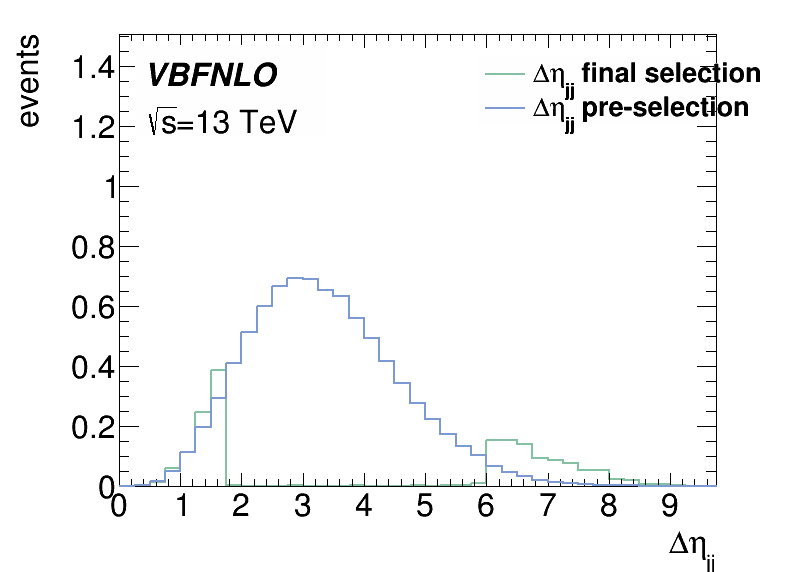 events
VBFNLO
√s=13 TeV
Δηjj final selection
Δηjj pre-selection
1.4
1.2
1
0.8
0.6
0.4
0.2
0
0 1 2 3 4 5 6 7 8 9
Δηjj